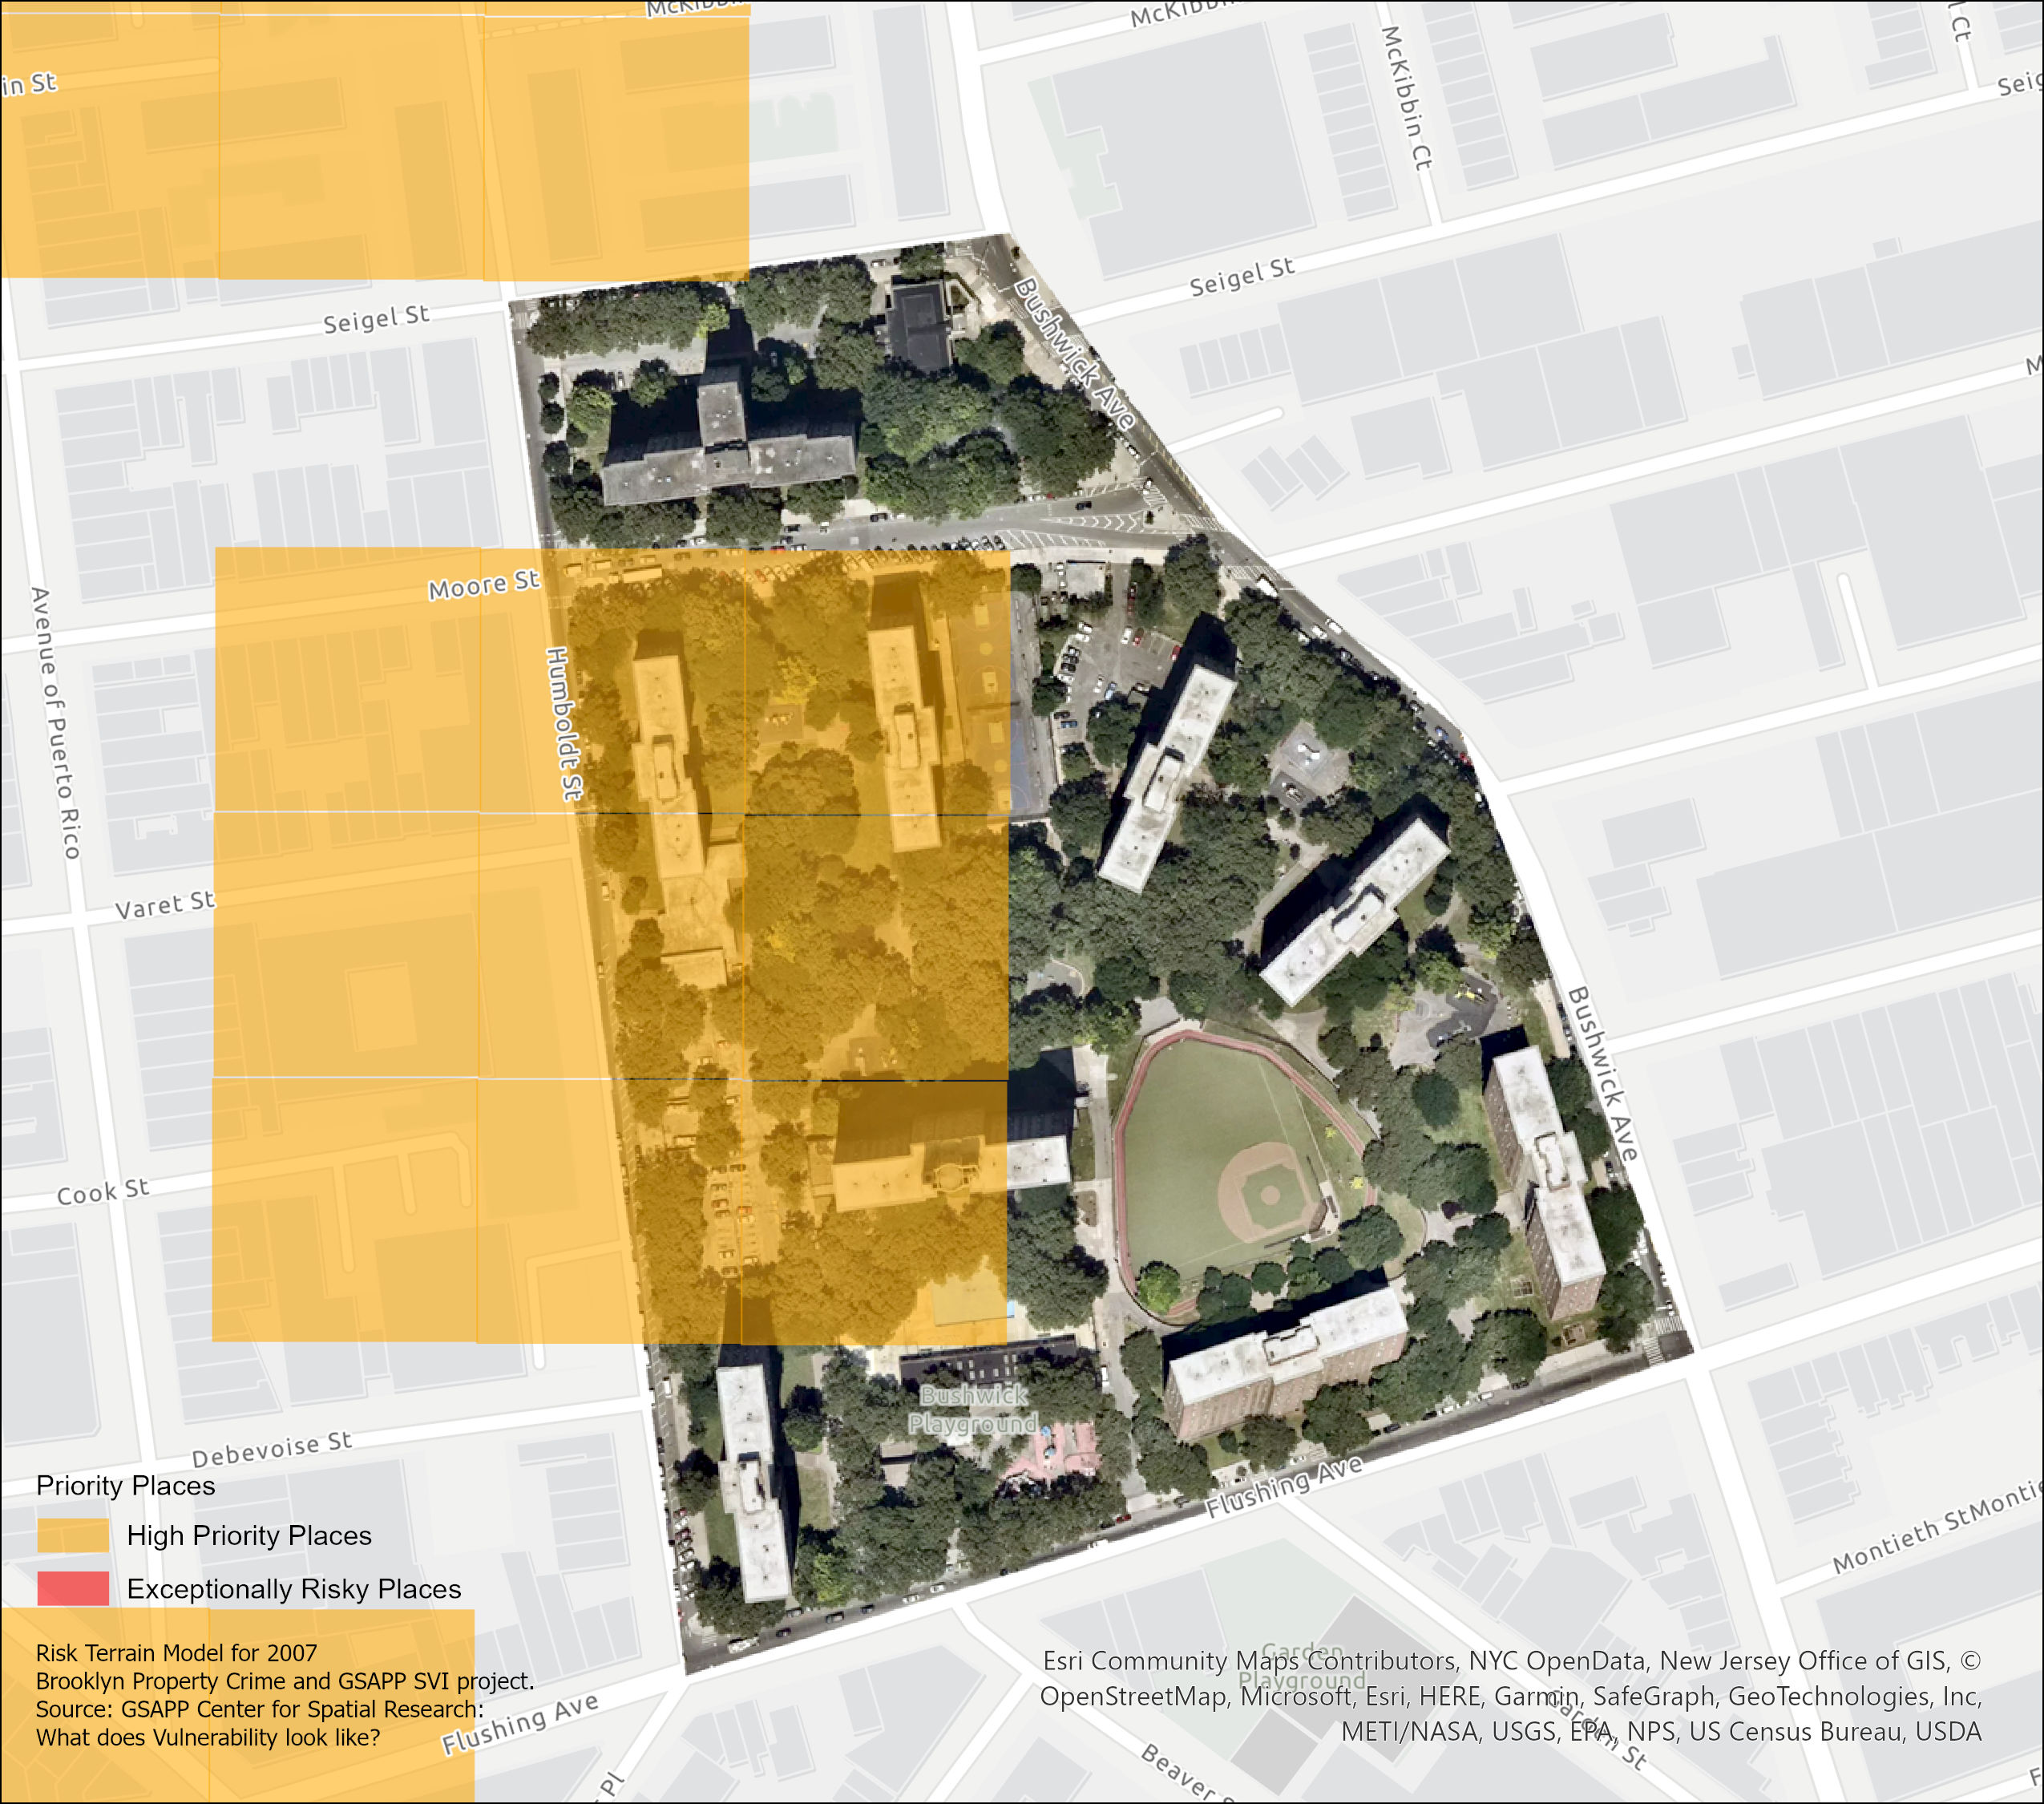 McKibbin
McKibbin
McKibbin Ct
Ct
in St
Seig
Seigel St
Seigel St
Bushwick Ave
Moore St
Avenue of Puerto Rico
Humboldt St
Varet St
Bushwick Ave
Cook St
Bushwick
Playground
Debevoise St
Flushing Ave
Montieth St
Montie
Priority Places
High Priority Places
Exceptionally Risky Places
Risk Terrain Model for 2007
Brooklyn Property Crime and GSAPP SVI project.
Source: GSAPP Center for Spatial Research:
What does Vulnerability look like?
Flushing Ave
Pl
Garden
Playground
Garden St
Beaver S
Esri Community Maps Contributors, NYC OpenData, New Jersey Office of GIS, ©
OpenStreetMap, Microsoft, Esri, HERE, Garmin, SafeGraph, GeoTechnologies, Inc,
METI/NASA, USGS, EPA, NPS, US Census Bureau, USDA